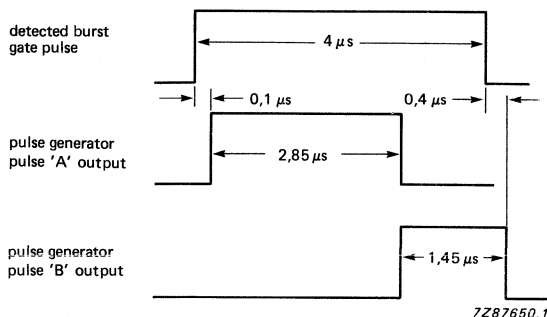 detected burst
gate pulse
4 μs
0,1 μs
0,4 μs
pulse generator
pulse 'A' output
2,85 μs
pulse generator
pulse 'B' output
1,45 μs
7Z87650.1